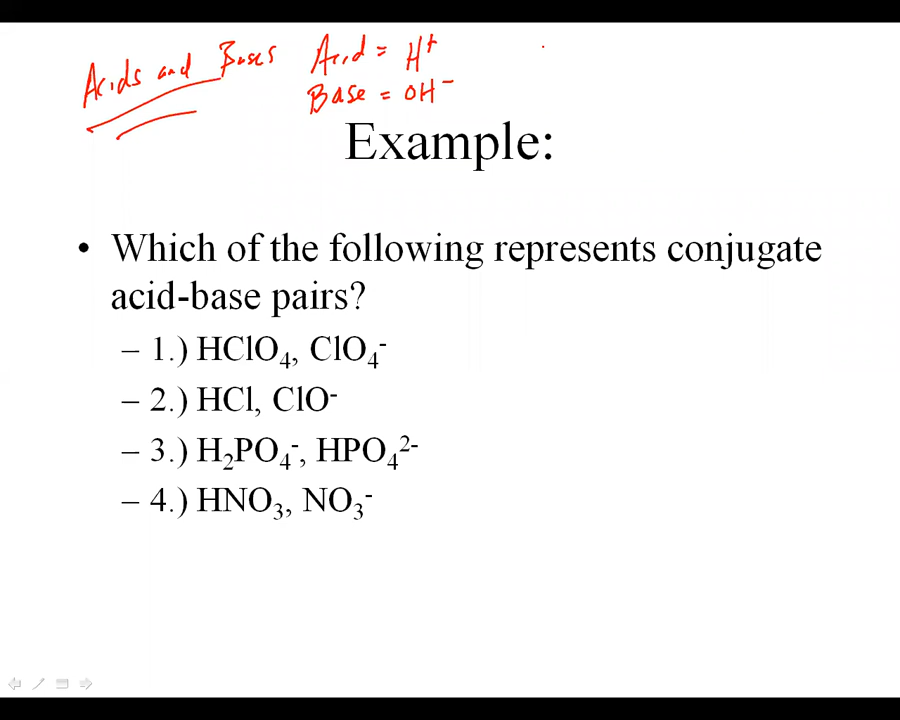 Acids and Bases Acid = H⁺
Base = OH⁻
Example:
• Which of the following represents conjugate
acid-base pairs?
– 1.) HClO₄, ClO₄⁻
– 2.) HCl, ClO⁻
– 3.) H₂PO₄⁻, HPO₄²⁻
– 4.) HNO₃, NO₃⁻